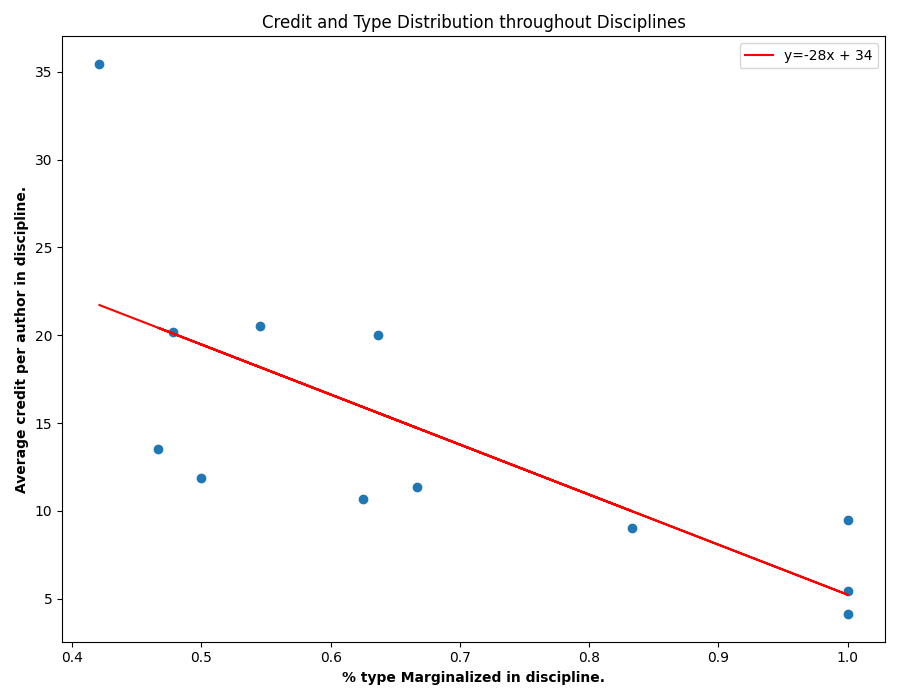 Credit and Type Distribution throughout Disciplines
y=-28x + 34
Average credit per author in discipline.
35
30
25
20
15
10
5
0.4 0.5 0.6 0.7 0.8 0.9 1.0
% type Marginalized in discipline.